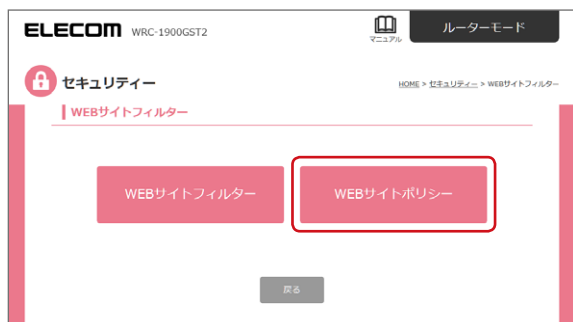 ELECOM WRC-1900GST2
マニュアル
ルーターモード
セキュリティー
HOME > セキュリティー > WEBサイトフィルター
WEBサイトフィルター
WEBサイトフィルター
WEBサイトポリシー
戻る